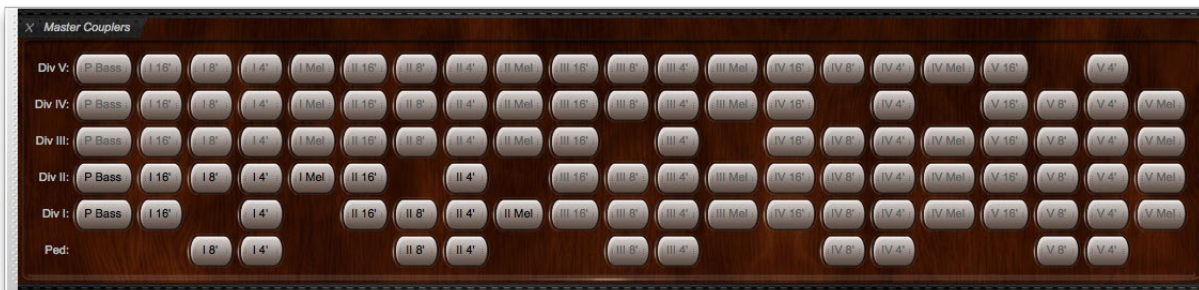 X Master Couplers
Div V: P Bass I 16' I 8' I 4' I Mel II 16' II 8' II 4' II Mel III 16' III 8' III 4' III Mel IV 16' IV 8' IV 4' IV Mel V 16' V 4'
Div IV: P Bass I 16' I 8' I 4' I Mel II 16' II 8' II 4' II Mel III 16' III 8' III 4' III Mel IV 16' IV 4' V 16' V 8' V 4' V Mel
Div III: P Bass I 16' I 8' I 4' I Mel II 16' II 8' II 4' II Mel III 16' III 4' IV 16' IV 8' IV 4' IV Mel V 16' V 8' V 4' V Mel
Div II: P Bass I 16' I 8' I 4' I Mel II 16' II 4' III 16' III 8' III 4' III Mel IV 16' IV 8' IV 4' IV Mel V 16' V 8' V 4' V Mel
Div I: P Bass I 16' I 4' II 16' II 8' II 4' II Mel III 16' III 8' III 4' III Mel IV 16' IV 8' IV 4' IV Mel V 16' V 8' V 4' V Mel
Ped: I 8' I 4' II 8' II 4' III 8' III 4' IV 8' IV 4' V 8' V 4'